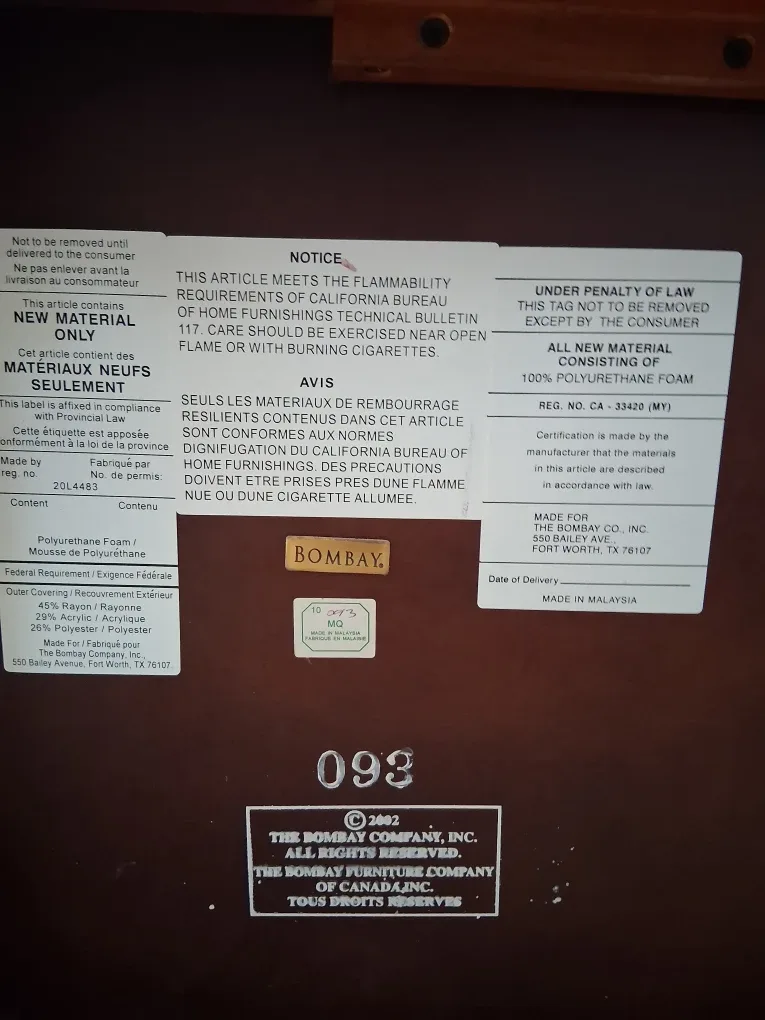 Not to be removed until
delivered to the consumer
Ne pas enlever avant la
livraison au consommateur
This article contains
NEW MATERIAL
ONLY
Cet article contient des
MATÉRIAUX NEUFS
SEULEMENT
This label is affixed in compliance
with Provincial Law
Cette étiquette est apposée
conformément à la loi de la province
Made by Fabriqué par
reg. no. No. de permis:
20L4483
Content Contenu
Polyurethane Foam /
Mousse de Polyuréthane
Federal Requirement / Exigence Fédérale
Outer Covering / Recouvrement Extérieur
45% Rayon / Rayonne
29% Acrylic / Acrylique
26% Polyester / Polyester
Made For / Fabriqué pour
The Bombay Company, Inc.,
550 Bailey Avenue, Fort Worth, TX 76107
NOTICE
THIS ARTICLE MEETS THE FLAMMABILITY
REQUIREMENTS OF CALIFORNIA BUREAU
OF HOME FURNISHINGS TECHNICAL BULLETIN
117. CARE SHOULD BE EXERCISED NEAR OPEN
FLAME OR WITH BURNING CIGARETTES.
AVIS
SEULS LES MATERIAUX DE REMBOURRAGE
RESILIENTS CONTENUS DANS CET ARTICLE
SONT CONFORMES AUX NORMES
DIGNIFUGATION DU CALIFORNIA BUREAU OF
HOME FURNISHINGS. DES PRECAUTIONS
DOIVENT ETRE PRISES PRES DUNE FLAMME
NUE OU DUNE CIGARETTE ALLUMEE.
UNDER PENALTY OF LAW
THIS TAG NOT TO BE REMOVED
EXCEPT BY THE CONSUMER
ALL NEW MATERIAL
CONSISTING OF
100% POLYURETHANE FOAM
REG. NO. CA - 33420 (MY)
Certification is made by the
manufacturer that the materials
in this article are described
in accordance with law.
MADE FOR
THE BOMBAY CO., INC.
550 BAILEY AVE.,
FORT WORTH, TX 76107
Date of Delivery
MADE IN MALAYSIA
BOMBAY®
10 093
MQ
MADE IN MALAYSIA
FABRIQUE EN MALAISIE
093
© 2002
THE BOMBAY COMPANY, INC.
ALL RIGHTS RESERVED.
THE BOMBAY FURNITURE COMPANY
OF CANADA,INC.
TOUS DROITS RESERVES